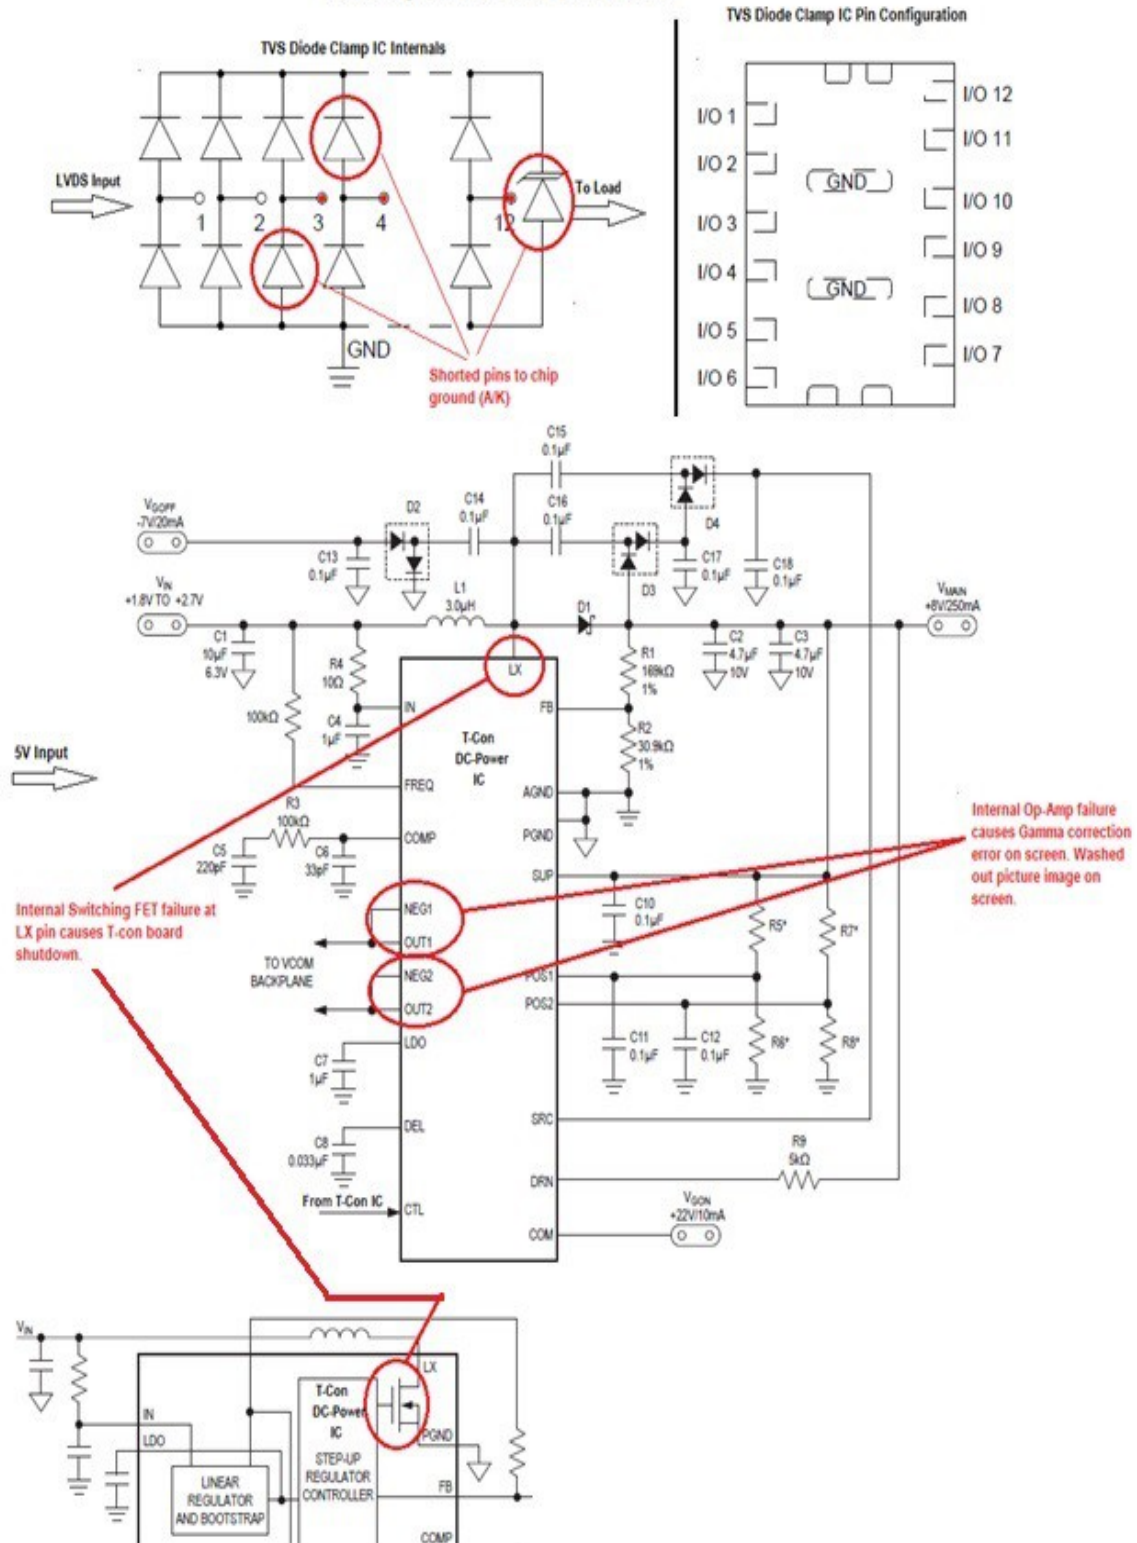 TVS Diode Clamp IC Pin Configuration
TVS Diode Clamp IC Internals
LVDS Input
To Load
1
2
3
4
12
GND
Shorted pins to chip
ground (A/K)
I/O 1
I/O 2
I/O 3
I/O 4
I/O 5
I/O 6
GND
GND
I/O 12
I/O 11
I/O 10
I/O 9
I/O 8
I/O 7
C15
0.1µF
VGOFF
-7V/20mA
D2
C14
0.1µF
C16
0.1µF
D4
C13
0.1µF
C17
0.1µF
C18
0.1µF
D3
VIN
+1.8V TO +2.7V
L1
3.0µH
D1
VMAIN
+8V/250mA
C1
10µF
6.3V
R4
10Ω
LX
R1
169kΩ
1%
C2
4.7µF
10V
C3
4.7µF
10V
100kΩ
C4
1µF
IN
FB
T-Con
DC-Power
IC
R2
30.9kΩ
1%
5V Input
FREQ
AGND
R3
100kΩ
COMP
PGND
C5
220pF
C6
33pF
SUP
Internal Op-Amp failure
causes Gamma correction
error on screen. Washed
out picture image on
screen.
Internal Switching FET failure at
LX pin causes T-con board
shutdown.
NEG1
OUT1
C10
0.1µF
R5*
R7*
TO VCOM
BACKPLANE
NEG2
OUT2
POS1
POS2
LDO
C7
1µF
C11
0.1µF
C12
0.1µF
R6*
R8*
DEL
C8
0.033µF
SRC
R9
5kΩ
DRN
From T-Con IC
CTL
VGON
+22V/10mA
COM
VIN
LX
T-Con
DC-Power
IC
IN
LDO
PGND
STEP-UP
REGULATOR
CONTROLLER
LINEAR
REGULATOR
AND BOOTSTRAP
FB
COMP